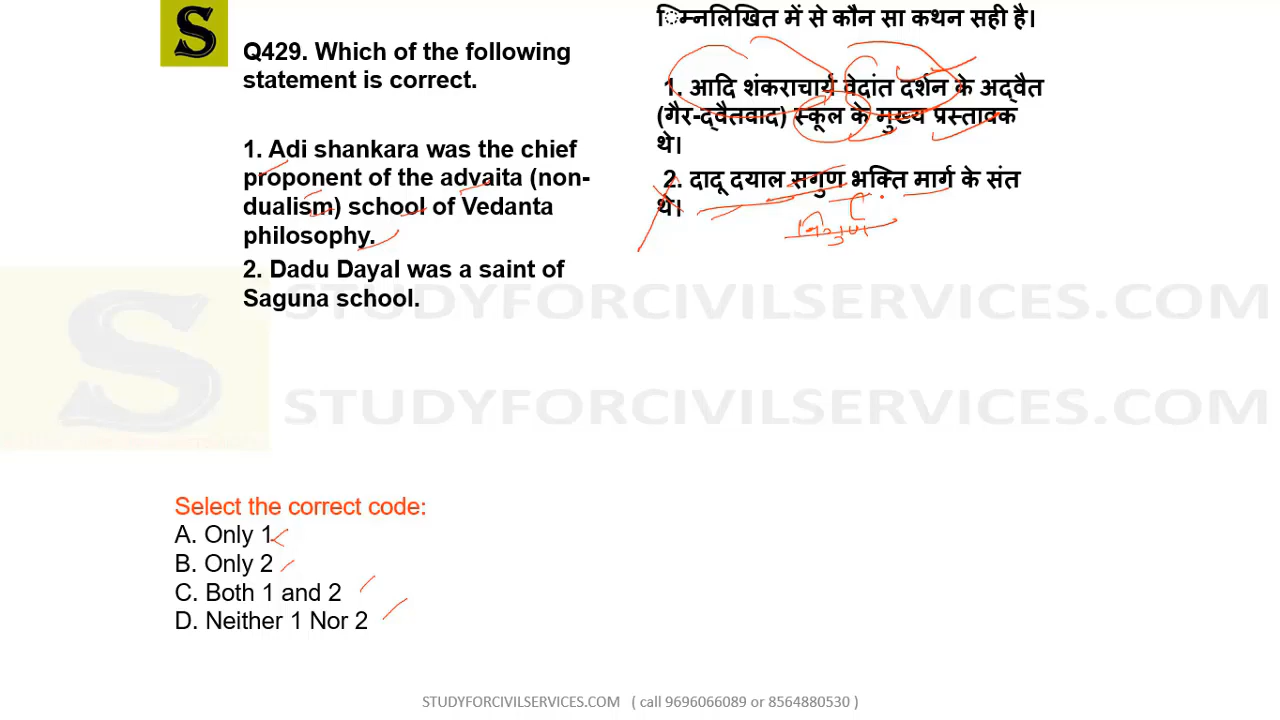 S
Q429. Which of the following
statement is correct.
1. Adi shankara was the chief
proponent of the advaita (non-
dualism) school of Vedanta
philosophy.
2. Dadu Dayal was a saint of
Saguna school.
िम्नलिखित में से कौन सा कथन सही है।
1. आदि शंकराचार्य वेदांत दर्शन के अद्वैत
(गैर-द्वैतवाद) स्कूल के मुख्य प्रस्तावक
थे।
2. दादू दयाल सगुण भक्ति मार्ग के संत
थे।
निर्गुण
S
STUDYFORCIVILSERVICES.COM
STUDYFORCIVILSERVICES.COM
Select the correct code:
A. Only 1
B. Only 2
C. Both 1 and 2
D. Neither 1 Nor 2
STUDYFORCIVILSERVICES.COM ( call 9696066089 or 8564880530 )